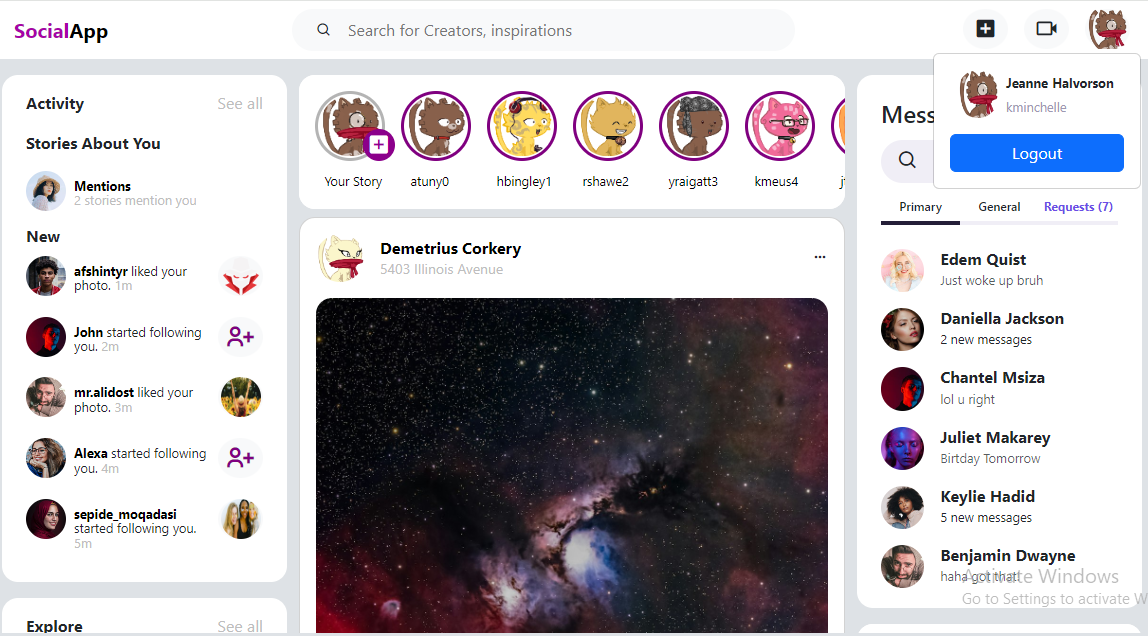 SocialApp
Search for Creators, inspirations
Activity
See all
Stories About You
Mentions
2 stories mention you
New
afshintyr liked your
photo. 1m
John started following
you. 2m
mr.alidost liked your
photo. 3m
Alexa started following
you. 4m
sepide_moqadasi
started following you.
5m
Explore
See all
Your Story
atuny0
hbingley1
rshawe2
yraigatt3
kmeus4
Demetrius Corkery
5403 Illinois Avenue
...
Jeanne Halvorson
kminchelle
Logout
Mess
Primary
General
Requests (7)
Edem Quist
Just woke up bruh
Daniella Jackson
2 new messages
Chantel Msiza
lol u right
Juliet Makarey
Birtday Tomorrow
Keylie Hadid
5 new messages
Benjamin Dwayne
haha got that!
Activate Windows
Go to Settings to activate W